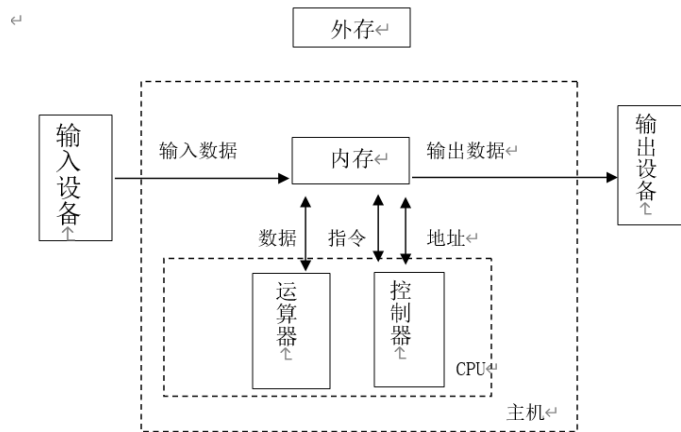 外存
输入设备
输入数据
内存
输出数据
输出设备
数据
指令
地址
运算器
控制器
CPU
主机